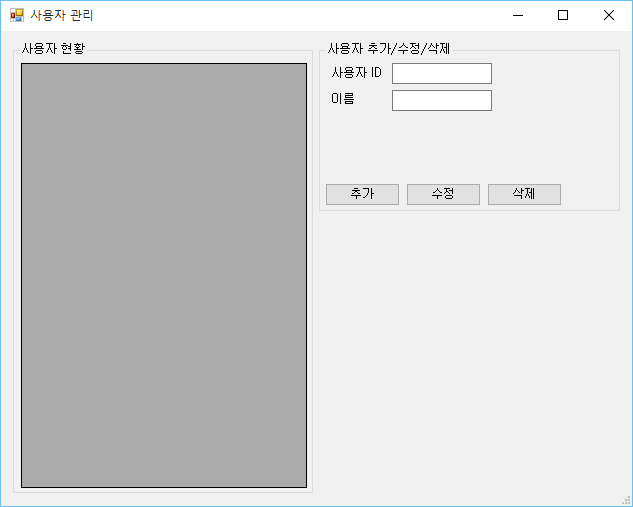 사용자 관리
사용자 현황
사용자 추가/수정/삭제
사용자 ID
이름
추가
수정
삭제